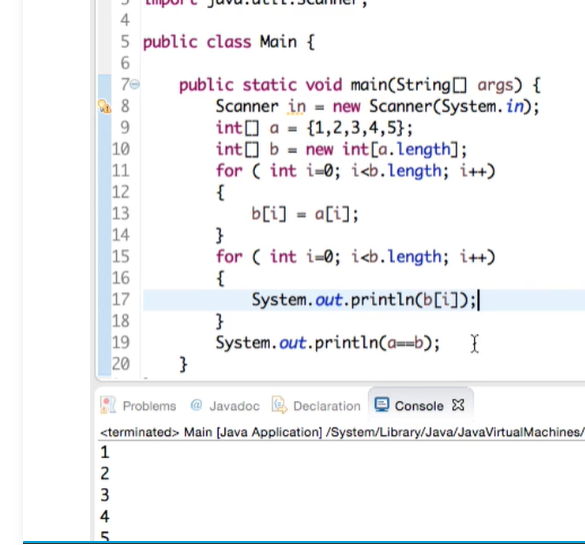 3 import java.util.Scanner;
4
5 public class Main {
6
7 public static void main(String[] args) {
8 Scanner in = new Scanner(System.in);
9 int[] a = {1,2,3,4,5};
10 int[] b = new int[a.length];
11 for ( int i=0; i<b.length; i++)
12 {
13 b[i] = a[i];
14 }
15 for ( int i=0; i<b.length; i++)
16 {
17 System.out.println(b[i]);
18 }
19 System.out.println(a==b);
20 }
Problems @ Javadoc Declaration Console
<terminated> Main [Java Application] /System/Library/Java/JavaVirtualMachines/
1
2
3
4
5